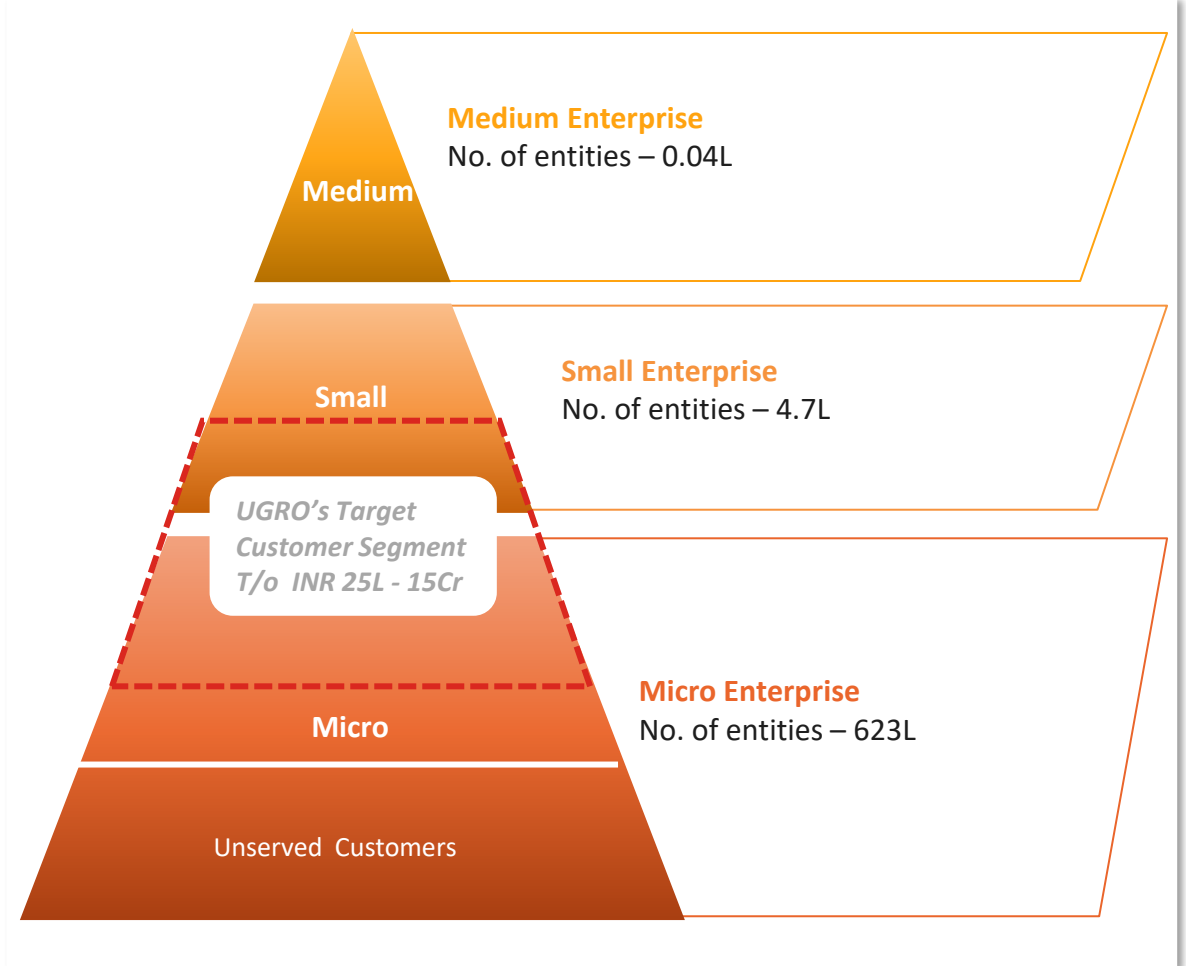 Medium Enterprise
No. of entities – 0.04L
Medium
Small Enterprise
No. of entities – 4.7L
Small
UGRO’s Target
Customer Segment
T/o INR 25L - 15Cr
Micro Enterprise
No. of entities – 623L
Micro
Unserved Customers